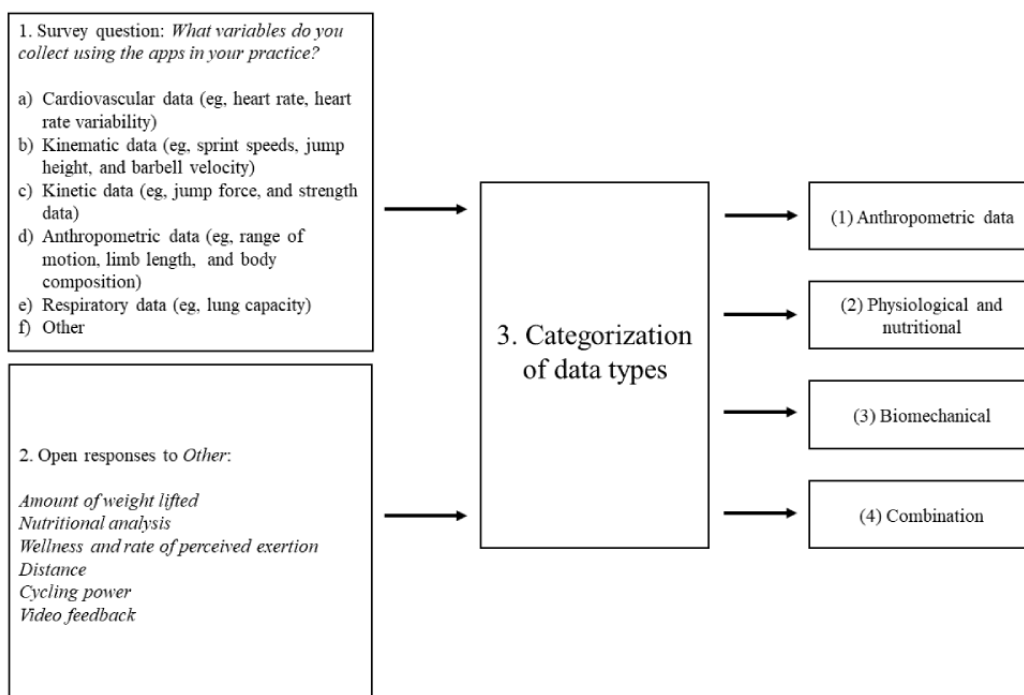 1. Survey question: What variables do you
collect using the apps in your practice?
a) Cardiovascular data (eg, heart rate, heart
rate variability)
b) Kinematic data (eg, sprint speeds, jump
height, and barbell velocity)
c) Kinetic data (eg, jump force, and strength
data)
d) Anthropometric data (eg, range of
motion, limb length, and body
composition)
e) Respiratory data (eg, lung capacity)
f) Other
2. Open responses to Other:
Amount of weight lifted
Nutritional analysis
Wellness and rate of perceived exertion
Distance
Cycling power
Video feedback
3. Categorization
of data types
(1) Anthropometric data
(2) Physiological and
nutritional
(3) Biomechanical
(4) Combination